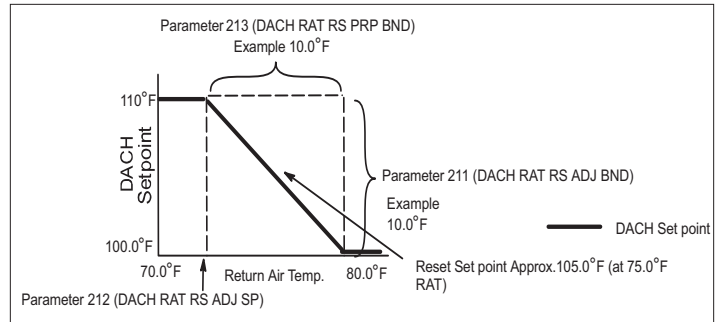 Parameter 213 (DACH RAT RS PRP BND)
Example 10.0°F
110°F
DACH
Setpoint
Parameter 211 (DACH RAT RS ADJ BND)
Example
10.0°F
DACH Set point
100.0°F
70.0°F
Return Air Temp.
80.0°F
Reset Set point Approx.105.0°F (at 75.0°F
RAT)
Parameter 212 (DACH RAT RS ADJ SP)